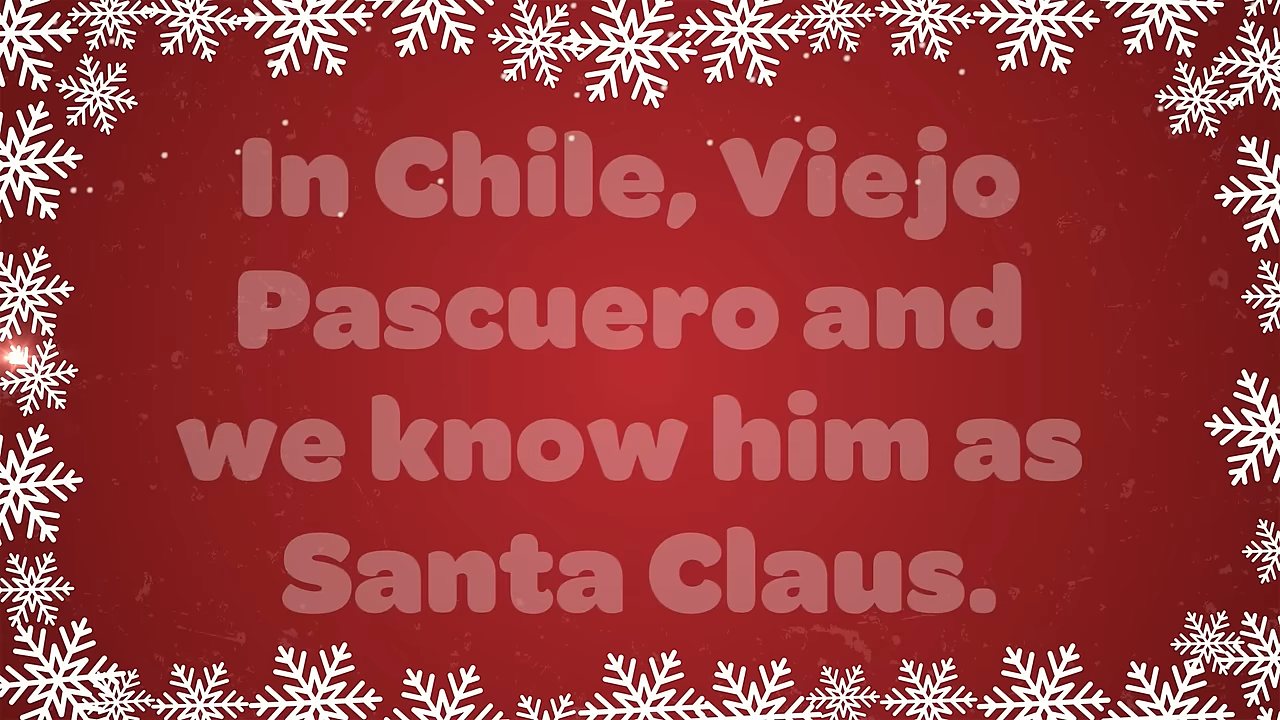 In Chile, Viejo
Pascuero and
we know him as
Santa Claus.